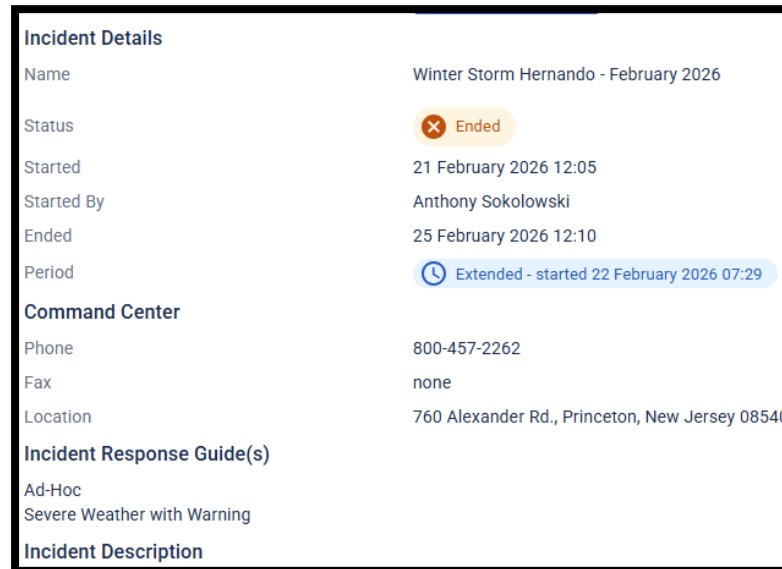 Incident Details
Name Winter Storm Hernando - February 2026
Status Ended
Started 21 February 2026 12:05
Started By Anthony Sokolowski
Ended 25 February 2026 12:10
Period Extended - started 22 February 2026 07:29
Command Center
Phone 800-457-2262
Fax none
Location 760 Alexander Rd., Princeton, New Jersey 08540
Incident Response Guide(s)
Ad-Hoc
Severe Weather with Warning
Incident Description